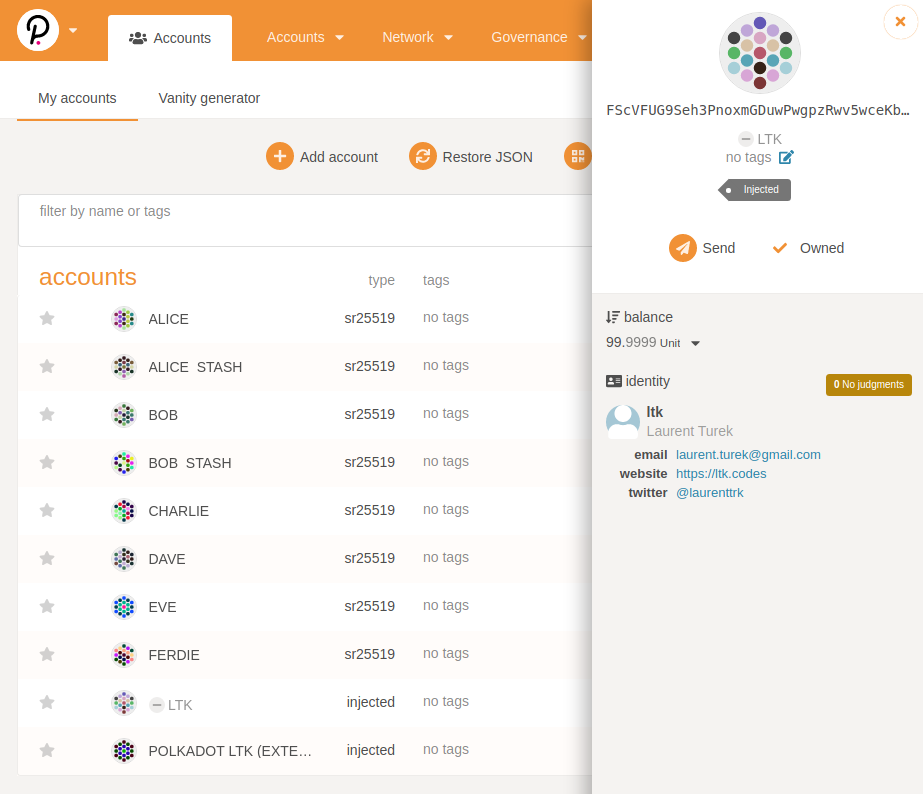 Accounts
Accounts
Network
Governance
My accounts
Vanity generator
Add account
Restore JSON
filter by name or tags
accounts
type
tags
ALICE
sr25519
no tags
ALICE STASH
sr25519
no tags
BOB
sr25519
no tags
BOB STASH
sr25519
no tags
CHARLIE
sr25519
no tags
DAVE
sr25519
no tags
EVE
sr25519
no tags
FERDIE
sr25519
no tags
LTK
injected
no tags
POLKADOT LTK (EXTE…
injected
no tags
FScVFUG9Seh3PnoxmGDuwPwgpzRwv5wceKb…
LTK
no tags
Injected
Send
Owned
balance
99.9999 Unit
identity
0 No judgments
ltk
Laurent Turek
email laurent.turek@gmail.com
website https://ltk.codes
twitter @laurenttrk